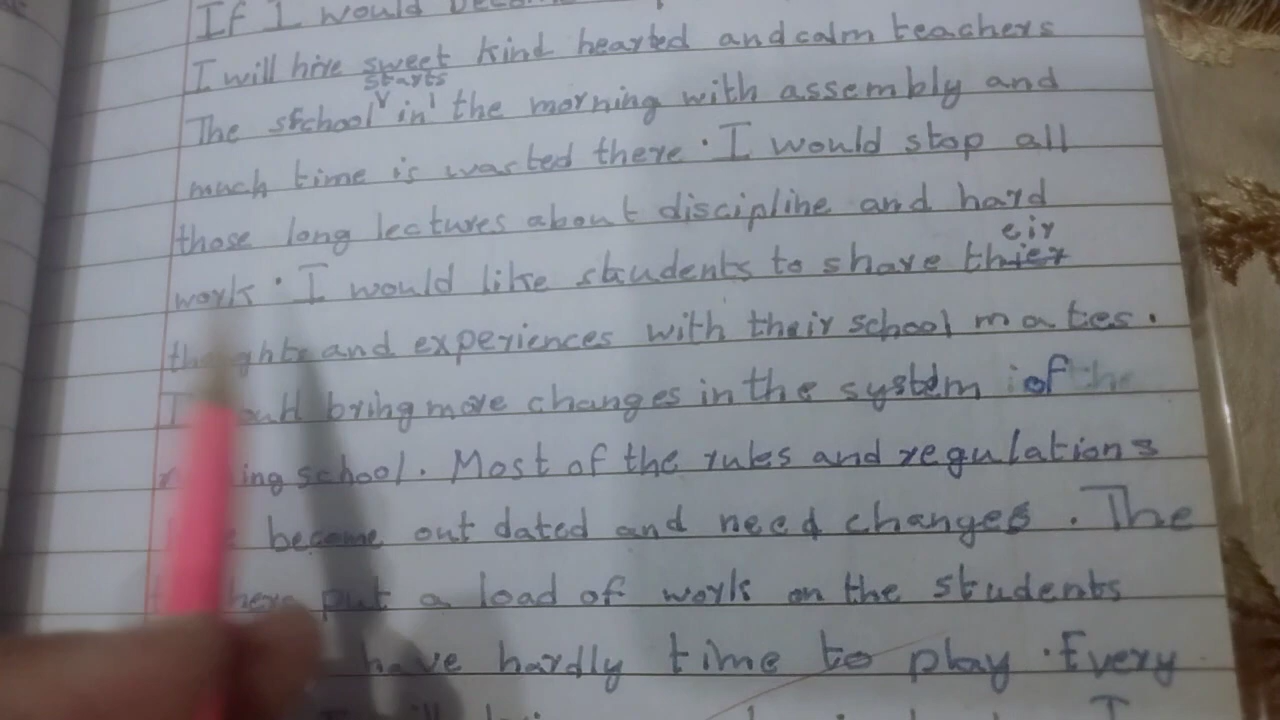 If I would
I will hire sweet kind hearted and calm teachers
starts
The school in the morning with assembly and
much time is wasted there. I would stop all
those long lectures about discipline and hard
eir
work. I would like students to share thier
and experiences with their school mates.
I bring more changes in the system of the
school. Most of the rules and regulations
become out dated and need changes. The
put a load of work on the students
have hardly time to play. Every